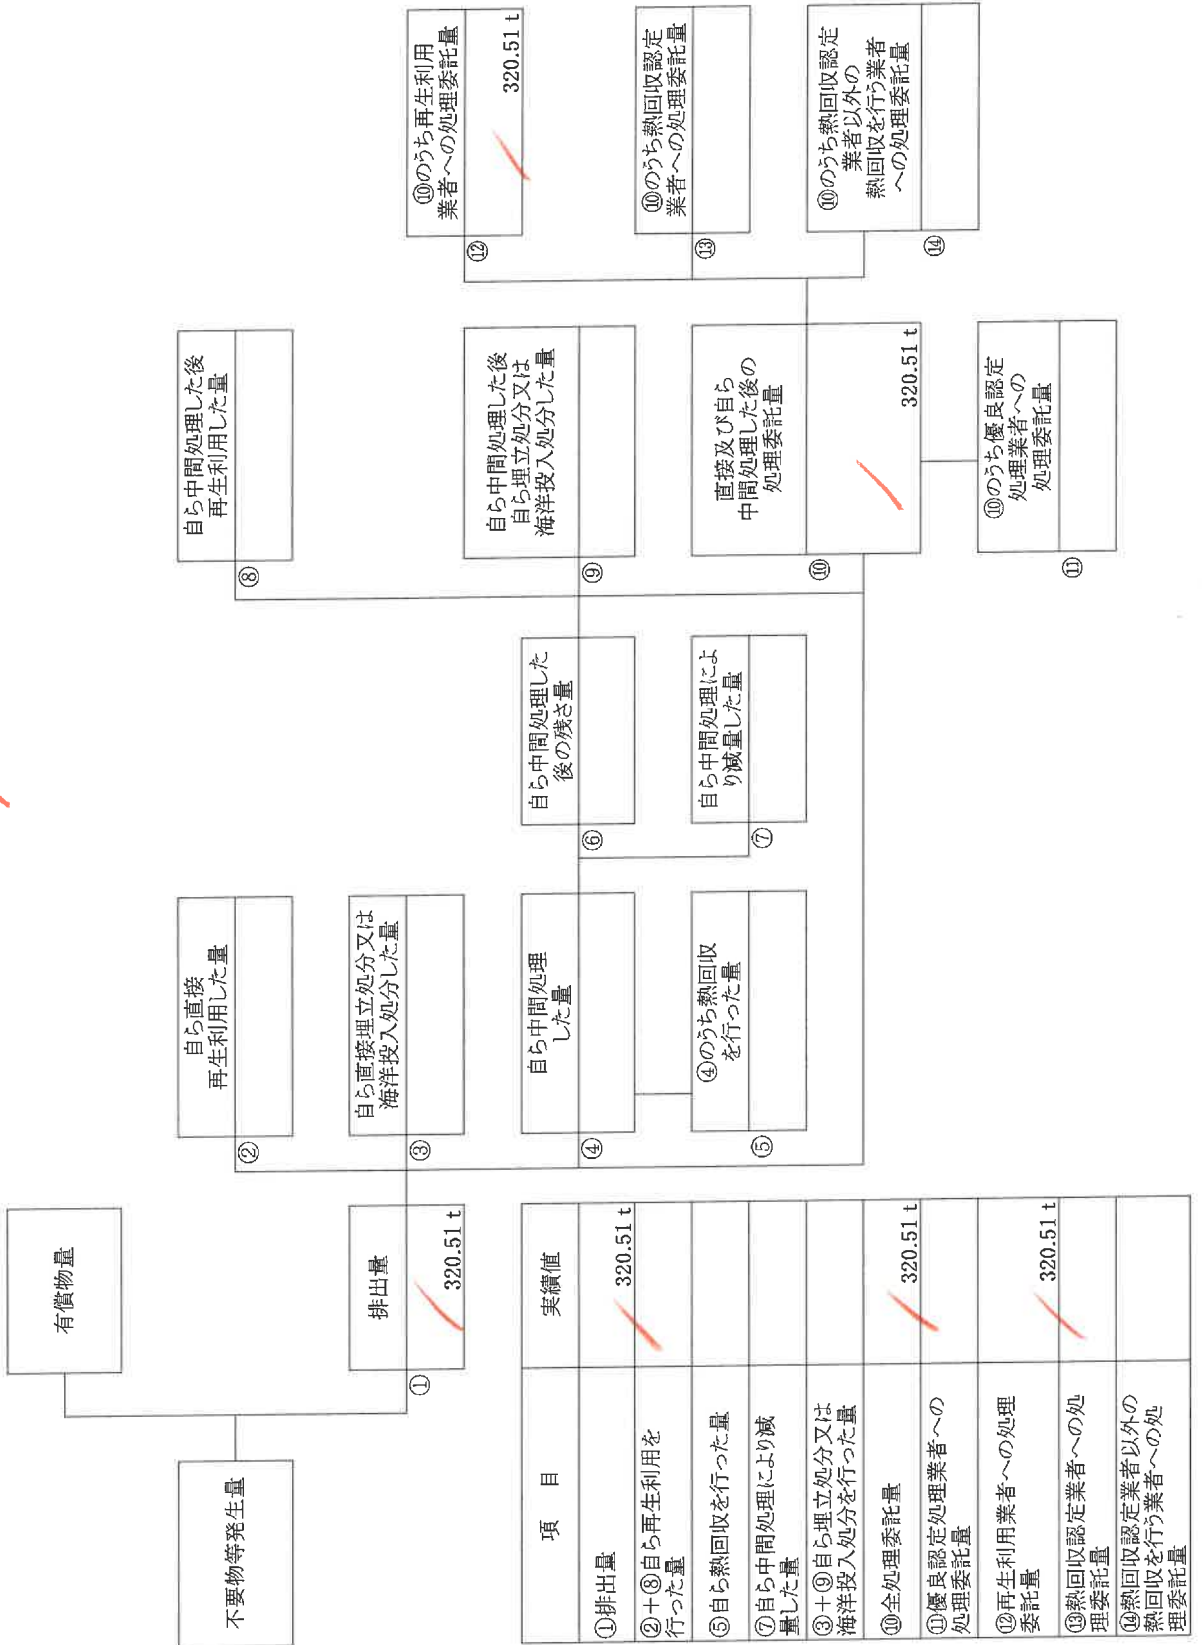 不要物等発生量
有償物量
①
排出量
320.51 t
②
自ら直接
再生利用した量
③
自ら直接埋立処分又は
海洋投入処分した量
④
自ら中間処理
した量
⑤
④のうち熱回収
を行った量
⑥
自ら中間処理した
後の残さ量
⑦
自ら中間処理によ
り減量した量
⑧
自ら中間処理した後
再生利用した量
⑨
自ら中間処理した後
自ら埋立処分又は
海洋投入処分した量
⑩
直接及び自ら
中間処理した後の
処理委託量
320.51 t
⑪
⑩のうち優良認定
処理業者への
処理委託量
⑫
⑩のうち再生利用
業者への処理委託量
320.51 t
⑬
⑩のうち熱回収認定
業者への処理委託量
⑭
⑩のうち熱回収認定
業者以外の
熱回収を行う業者
への処理委託量
項 目
実績値
①排出量
320.51 t
②+⑧自ら再生利用を
行った量
⑤自ら熱回収を行った量
⑦自ら中間処理により減
量した量
③+⑨自ら埋立処分又は
海洋投入処分を行った量
⑩全処理委託量
320.51 t
⑪優良認定処理業者への
処理委託量
⑫再生利用業者への処理
委託量
320.51 t
⑬熱回収認定業者への処
理委託量
⑭熱回収認定業者以外の
熱回収を行う業者への処
理委託量